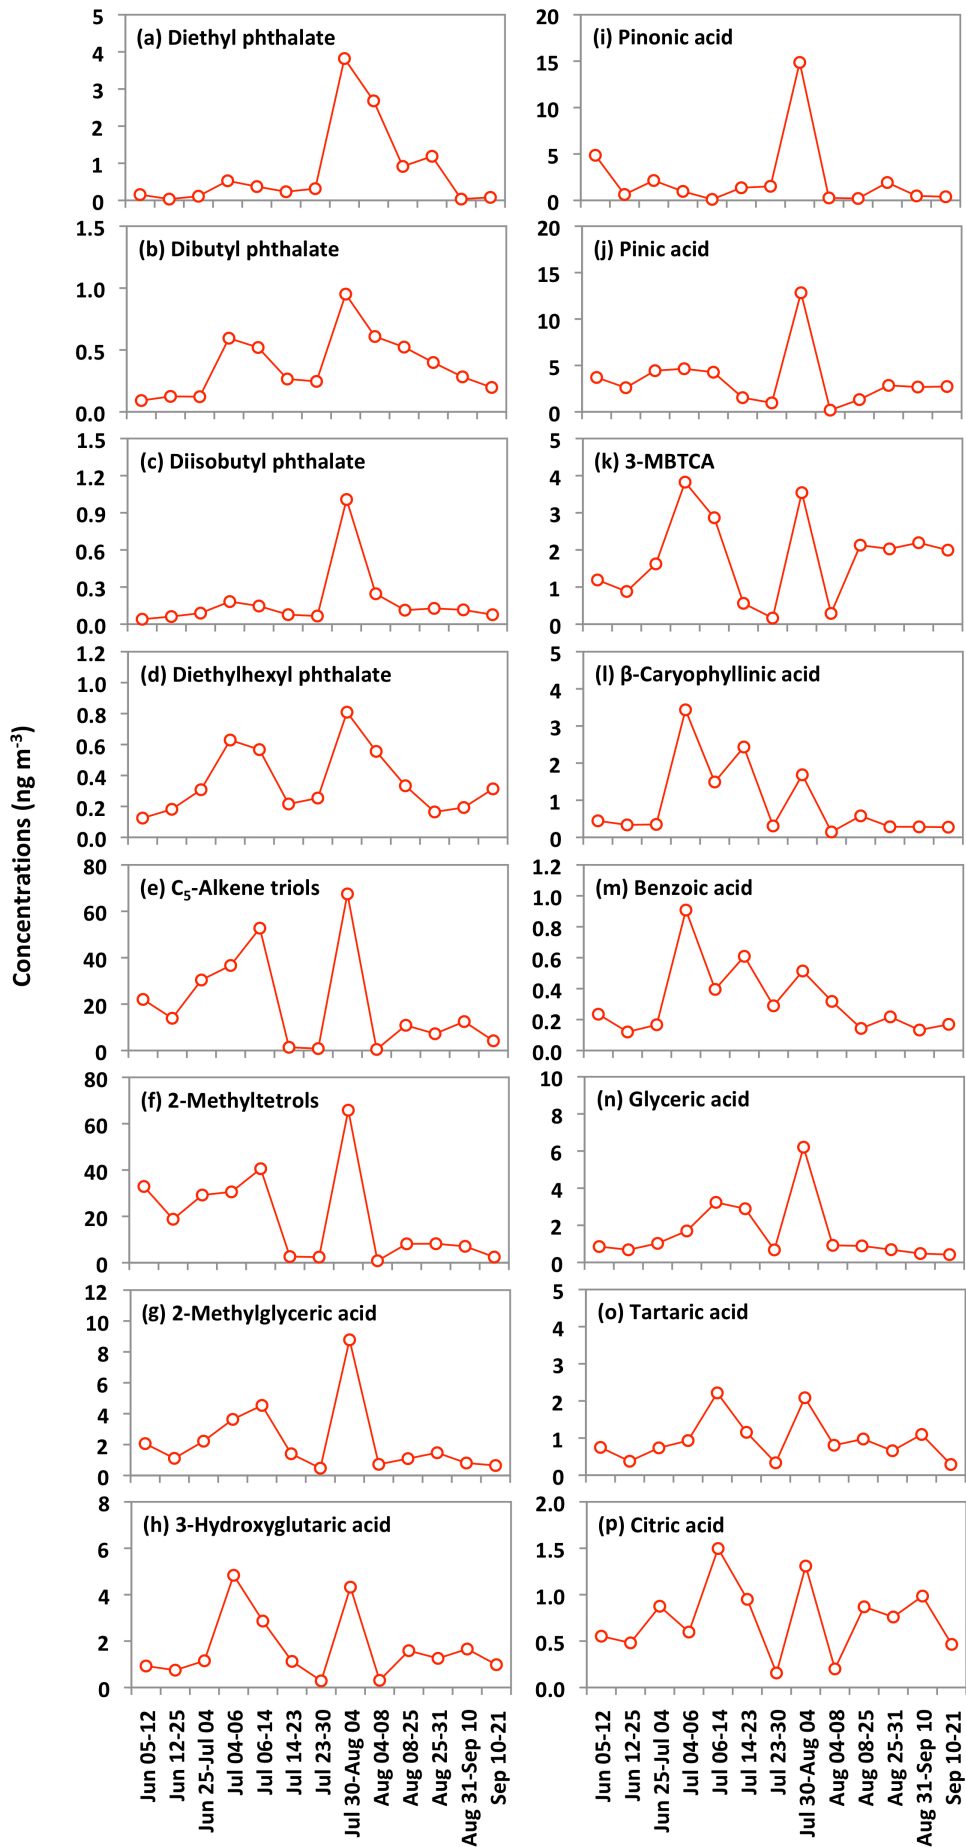 Concentrations (ng m⁻³)
(a) Diethyl phthalate
5
4
3
2
1
0
(b) Dibutyl phthalate
1.5
1.0
0.5
0.0
(c) Diisobutyl phthalate
1.5
1.2
0.9
0.6
0.3
0.0
(d) Diethylhexyl phthalate
1.2
1.0
0.8
0.6
0.4
0.2
0.0
(e) C₅-Alkene triols
80
60
40
20
0
(f) 2-Methyltetrols
80
60
40
20
0
(g) 2-Methylglyceric acid
12
10
8
6
4
2
0
(h) 3-Hydroxyglutaric acid
8
6
4
2
0
Jun 05-12
Jun 12-25
Jun 25-Jul 04
Jul 04-06
Jul 06-14
Jul 14-23
Jul 23-30
Jul 30-Aug 04
Aug 04-08
Aug 08-25
Aug 25-31
Aug 31-Sep 10
Sep 10-21
(i) Pinonic acid
20
15
10
5
0
(j) Pinic acid
20
15
10
5
0
(k) 3-MBTCA
5
4
3
2
1
0
(l) β-Caryophyllinic acid
5
4
3
2
1
0
(m) Benzoic acid
1.2
1.0
0.8
0.6
0.4
0.2
0.0
(n) Glyceric acid
10
8
6
4
2
0
(o) Tartaric acid
5
4
3
2
1
0
(p) Citric acid
2.0
1.5
1.0
0.5
0.0
Jun 05-12
Jun 12-25
Jun 25-Jul 04
Jul 04-06
Jul 06-14
Jul 14-23
Jul 23-30
Jul 30-Aug 04
Aug 04-08
Aug 08-25
Aug 25-31
Aug 31-Sep 10
Sep 10-21